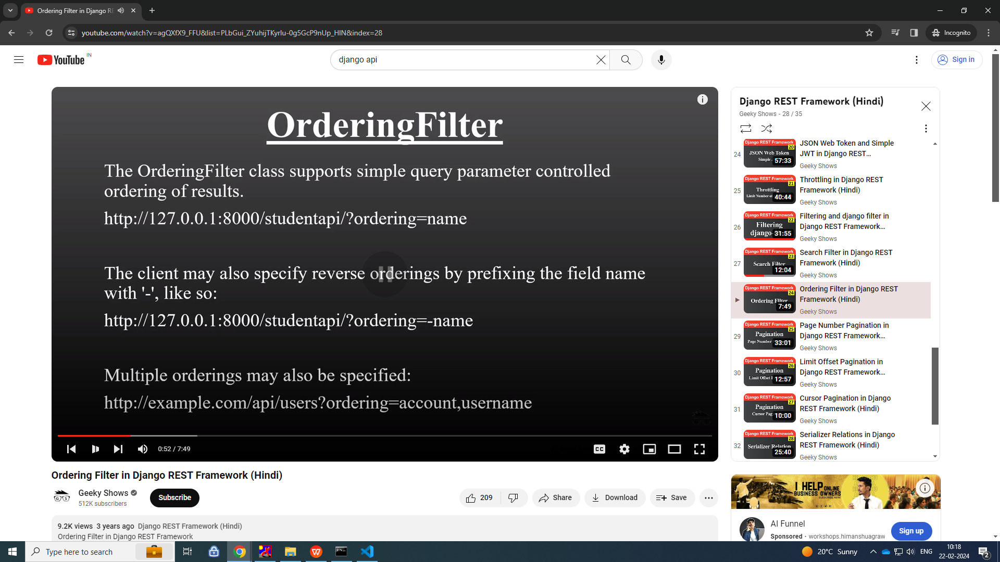 Ordering Filter in Django RE
youtube.com/watch?v=agQXfX9_FFU&list=PLbGui_ZYuhijTKyrlu-0g5GcP9nUp_HIN&index=28
Incognito
YouTube IN
django api
Sign in
OrderingFilter
The OrderingFilter class supports simple query parameter controlled
ordering of results.
http://127.0.0.1:8000/studentapi/?ordering=name
The client may also specify reverse orderings by prefixing the field name
with '-', like so:
http://127.0.0.1:8000/studentapi/?ordering=-name
Multiple orderings may also be specified:
http://example.com/api/users?ordering=account,username
0:52 / 7:49
CC
Django REST Framework (Hindi)
Geeky Shows - 28 / 35
24
Django REST Framework
20
JSON Web Token
Simple
57:33
JSON Web Token and Simple
JWT in Django REST...
Geeky Shows
25
Django REST Framework
21
Throttling
Limit Number of
40:44
Throttling in Django REST
Framework (Hindi)
Geeky Shows
26
Django REST Framework
22
Filtering
django
31:55
Filtering and django filter in
Django REST Framework...
Geeky Shows
27
Django REST Framework
23
Search Filter
12:04
Search Filter in Django REST
Framework (Hindi)
Geeky Shows
Django REST Framework
24
Ordering Filter
7:49
Ordering Filter in Django REST
Framework (Hindi)
Geeky Shows
29
Django REST Framework
25
Pagination
Page Number
33:01
Page Number Pagination in
Django REST Framework...
Geeky Shows
30
Django REST Framework
26
Pagination
Limit Offset
12:57
Limit Offset Pagination in
Django REST Framework...
Geeky Shows
31
Django REST Framework
27
Pagination
Cursor Pag
10:00
Cursor Pagination in Django
REST Framework (Hindi)
Geeky Shows
32
Django REST Framework
28
Serializer Relation
25:40
Serializer Relations in Django
REST Framework (Hindi)
Geeky Shows
Ordering Filter in Django REST Framework (Hindi)
Geeky Shows
512K subscribers
Subscribe
209
Share
Download
Save
9.2K views 3 years ago Django REST Framework (Hindi)
Ordering Filter in Django REST Framework
I HELP ONLINE
BUSINESS OWNERS
SUBSCRIBE NOW!
AI Funnel
Sponsored · workshops.himanshuagraw
Sign up
Type here to search
20°C Sunny
ENG
10:18
22-02-2024
2